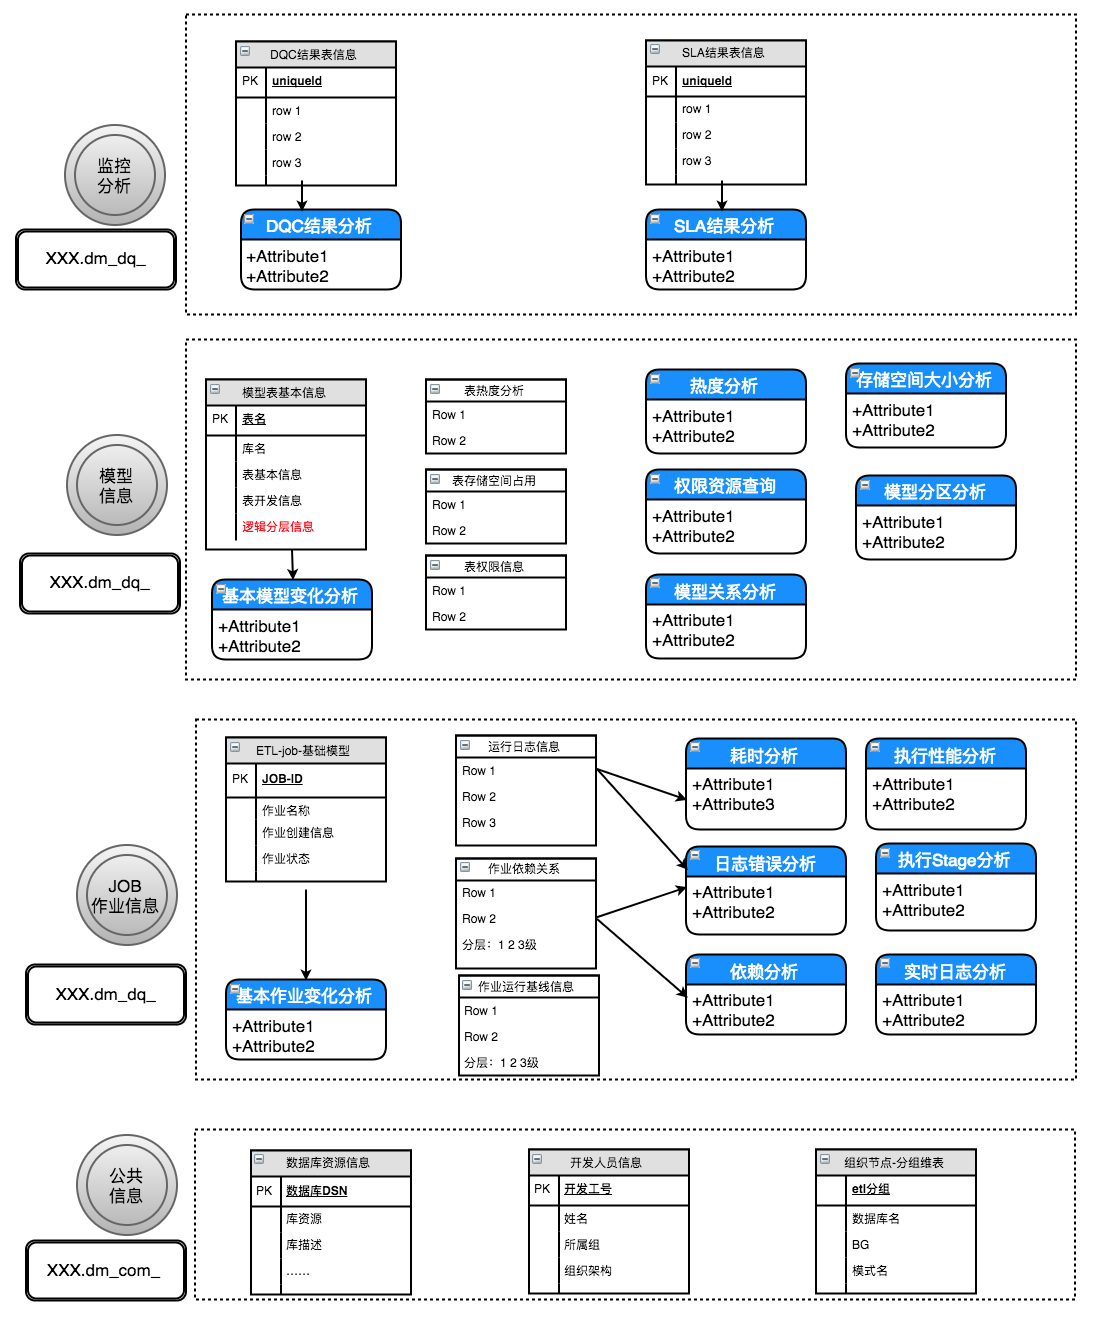 监控
分析
XXX.dm_dq_
DQC结果表信息
PK
uniqueId
row 1
row 2
row 3
DQC结果分析
+Attribute1
+Attribute2
SLA结果表信息
PK
uniqueId
row 1
row 2
row 3
SLA结果分析
+Attribute1
+Attribute2
模型
信息
XXX.dm_dq_
模型表基本信息
PK
表名
库名
表基本信息
表开发信息
逻辑分层信息
基本模型变化分析
+Attribute1
+Attribute2
表热度分析
Row 1
Row 2
表存储空间占用
Row 1
Row 2
表权限信息
Row 1
Row 2
热度分析
+Attribute1
+Attribute2
权限资源查询
+Attribute1
+Attribute2
模型关系分析
+Attribute1
+Attribute2
存储空间大小分析
+Attribute1
+Attribute2
模型分区分析
+Attribute1
+Attribute2
JOB
作业信息
XXX.dm_dq_
ETL-job-基础模型
PK
JOB-ID
作业名称
作业创建信息
作业状态
基本作业变化分析
+Attribute1
+Attribute2
运行日志信息
Row 1
Row 2
Row 3
作业依赖关系
Row 1
Row 2
分层：1 2 3级
作业运行基线信息
Row 1
Row 2
分层：1 2 3级
耗时分析
+Attribute1
+Attribute3
日志错误分析
+Attribute1
+Attribute2
依赖分析
+Attribute1
+Attribute2
执行性能分析
+Attribute1
+Attribute2
执行Stage分析
+Attribute1
+Attribute2
实时日志分析
+Attribute1
+Attribute2
公共
信息
XXX.dm_com_
数据库资源信息
PK
数据库DSN
库资源
库描述
……
开发人员信息
PK
开发工号
姓名
所属组
组织架构
组织节点-分组维表
etl分组
数据库名
BG
模式名